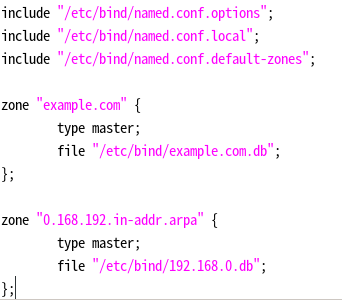 include "/etc/bind/named.conf.options";
include "/etc/bind/named.conf.local";
include "/etc/bind/named.conf.default-zones";
zone "example.com" {
type master;
file "/etc/bind/example.com.db";
};
zone "0.168.192.in-addr.arpa" {
type master;
file "/etc/bind/192.168.0.db";
};